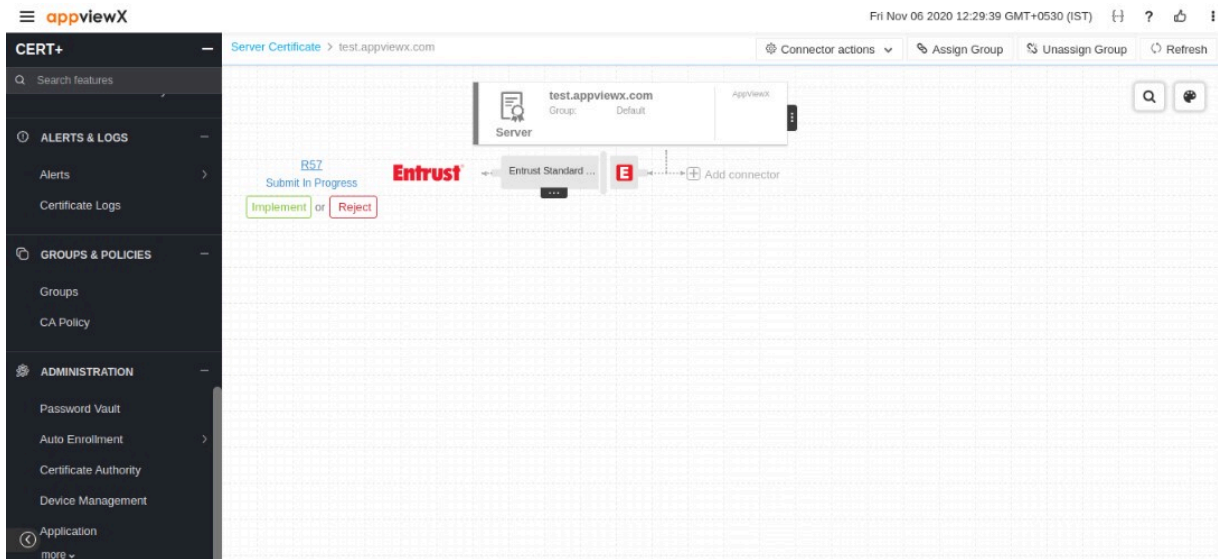 appviewX
Fri Nov 06 2020 12:29:39 GMT+0530 (IST)
?
CERT+
Server Certificate > test.appviewx.com
Connector actions
Assign Group
Unassign Group
Refresh
Search features
test.appviewx.com
AppViewX
Group: Default
Server
ALERTS & LOGS
R57
Submit In Progress
Entrust
Entrust Standard ...
E
Add connector
Alerts
Certificate Logs
Implement or Reject
GROUPS & POLICIES
Groups
CA Policy
ADMINISTRATION
Password Vault
Auto Enrollment
Certificate Authority
Device Management
Application
more